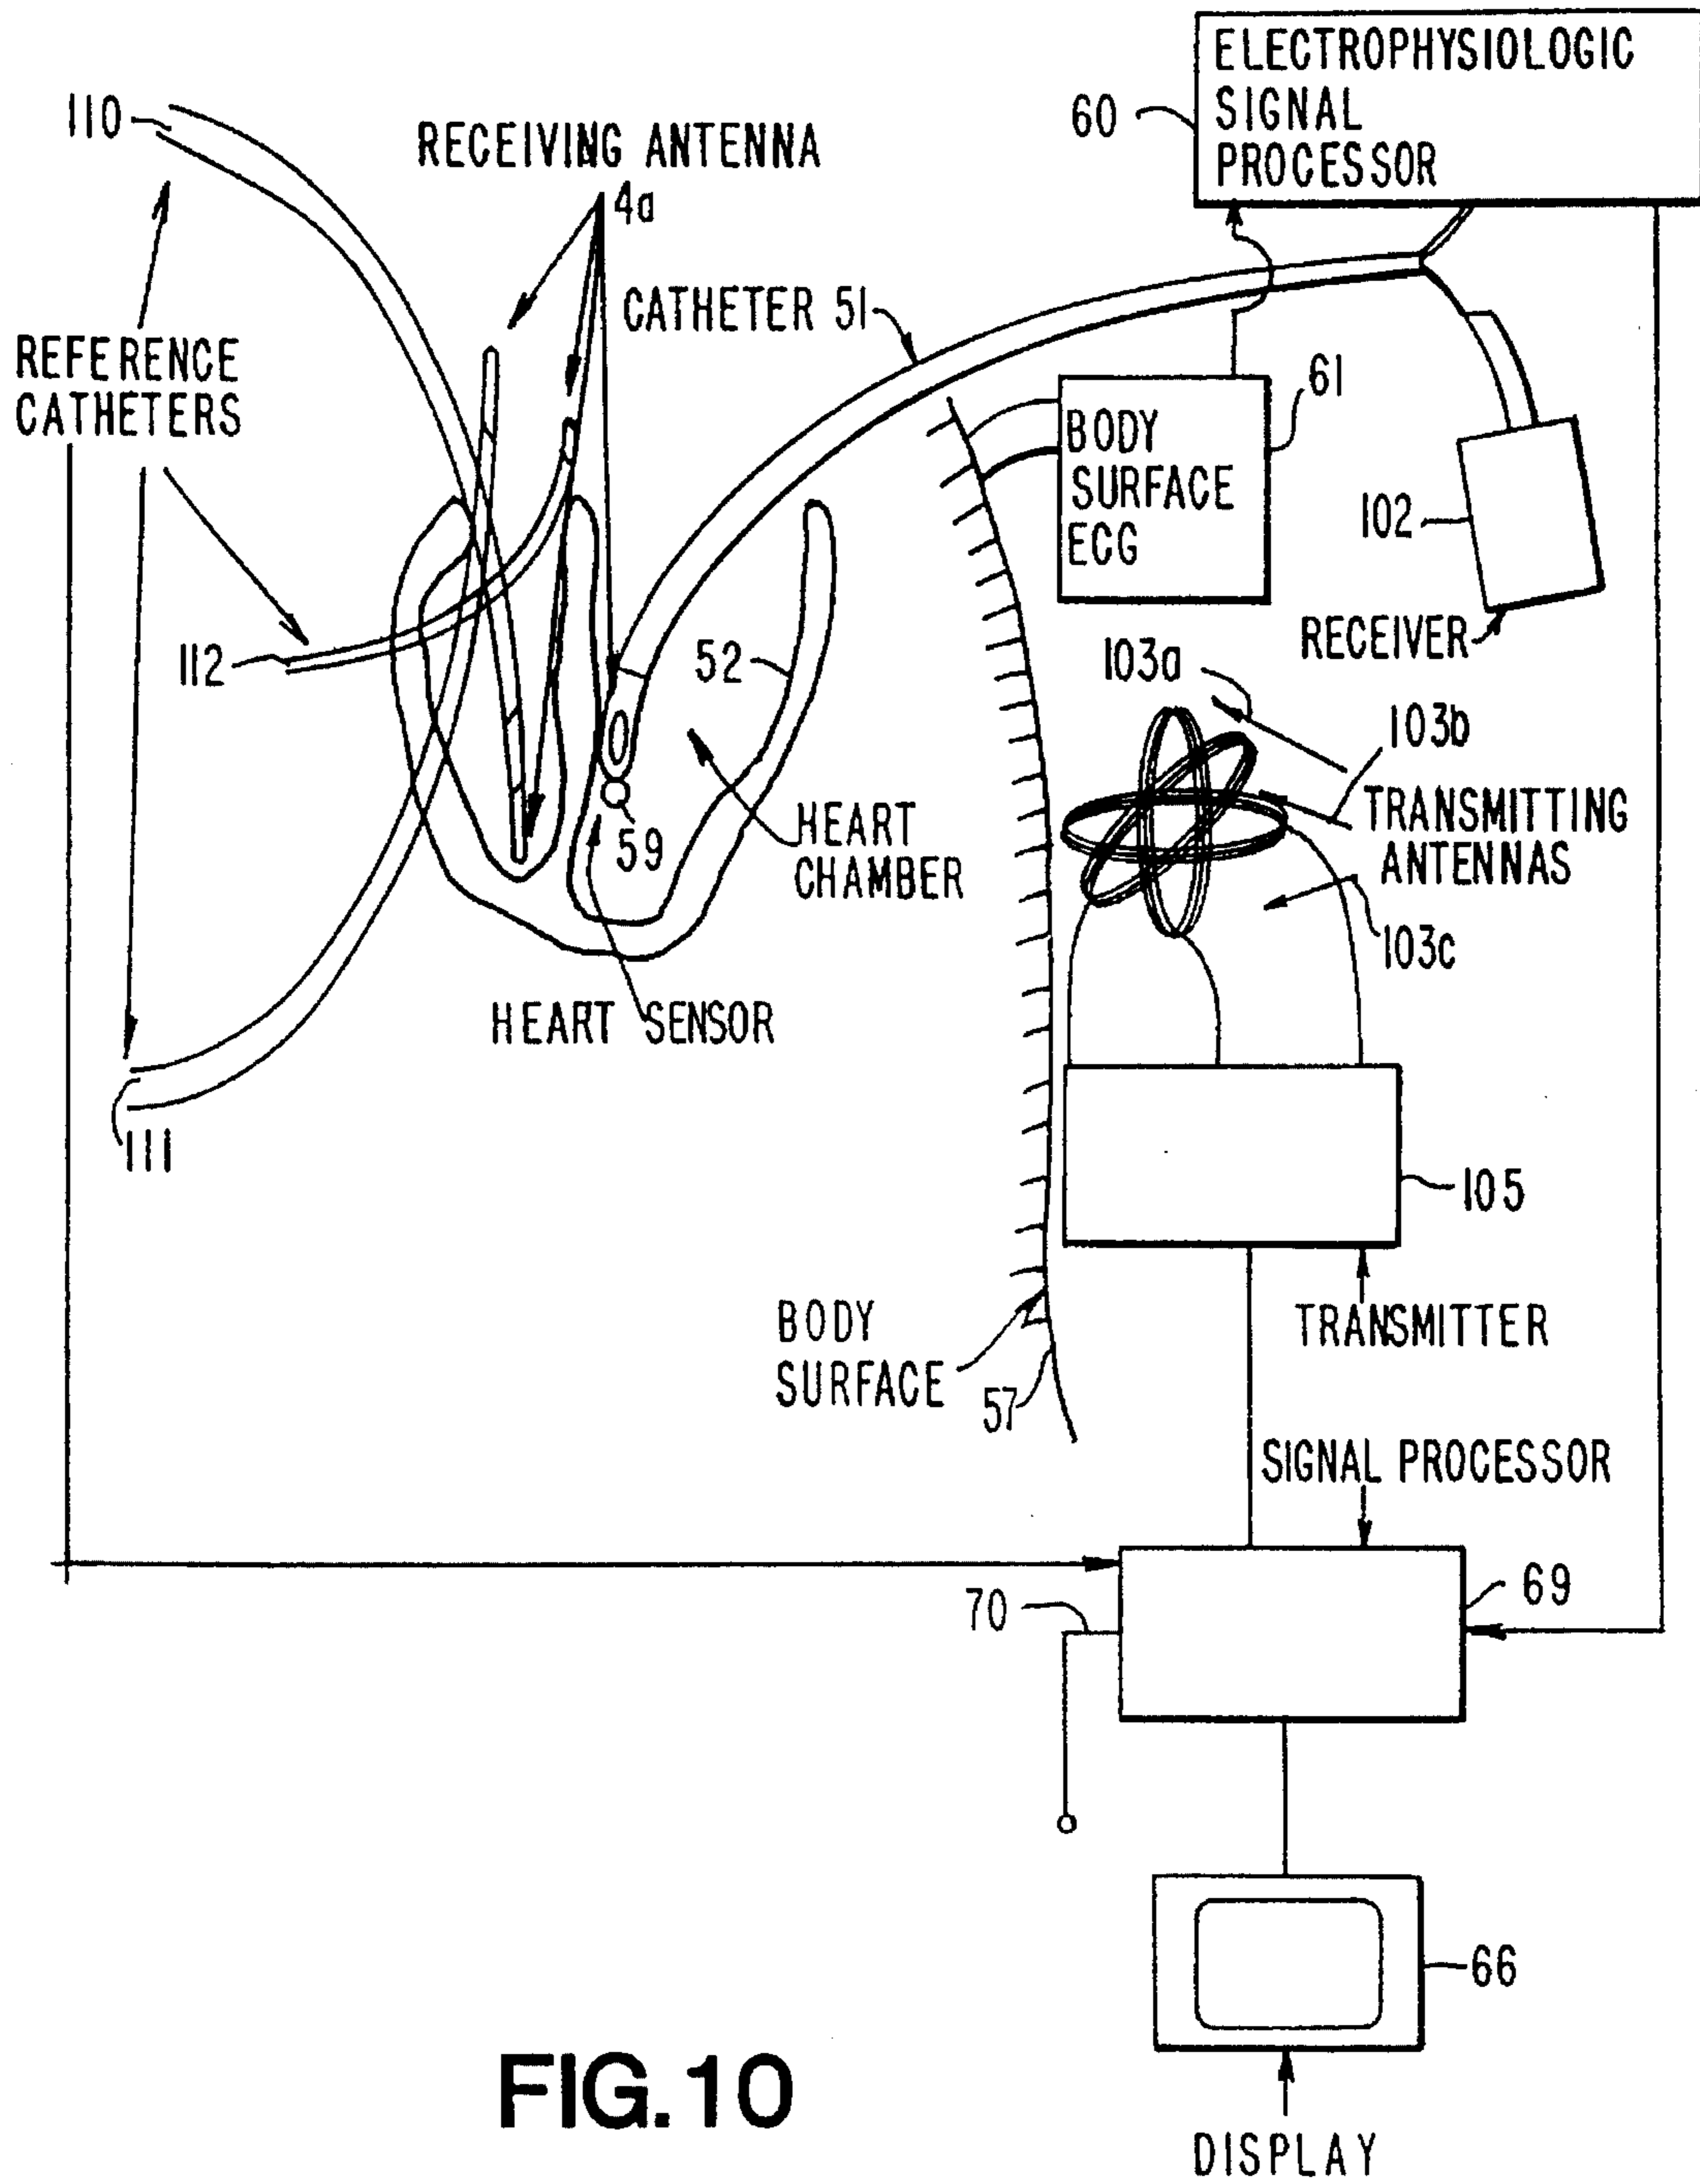 ELECTROPHYSIOLOGIC
SIGNAL
PROCESSOR
60
110
RECEIVING ANTENNA
4a
CATHETER 51
REFERENCE
CATHETERS
61
BODY
SURFACE
ECG
102
RECEIVER
112
52
103a
103b
TRANSMITTING
ANTENNAS
59
HEART
CHAMBER
103c
HEART SENSOR
111
105
TRANSMITTER
BODY
SURFACE
57
SIGNAL PROCESSOR
70
69
66
FIG.10
DISPLAY